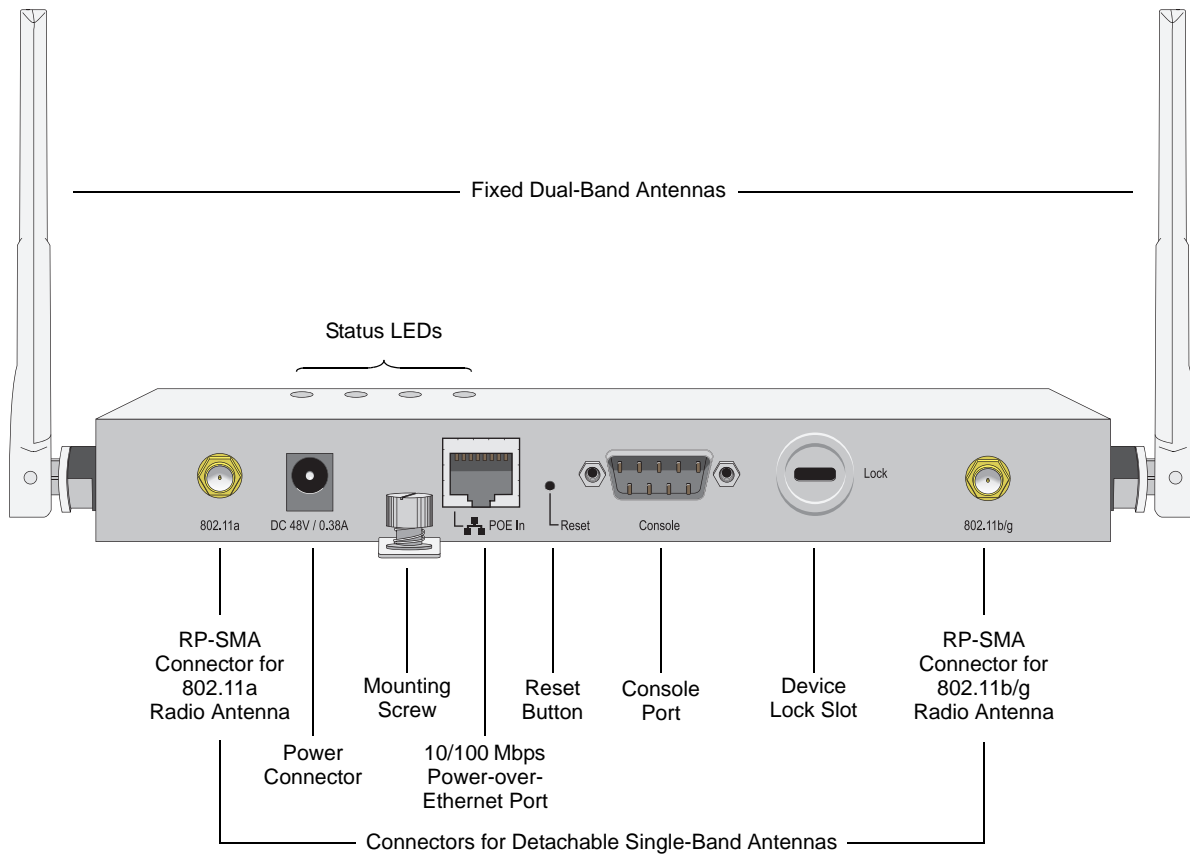 Fixed Dual-Band Antennas
Status LEDs
Lock
802.11a
DC 48V / 0.38A
POE In
Reset
Console
802.11b/g
RP-SMA
Connector for
802.11a
Radio Antenna
Mounting
Screw
Reset
Button
Console
Port
Device
Lock Slot
RP-SMA
Connector for
802.11b/g
Radio Antenna
Power
Connector
10/100 Mbps
Power-over-
Ethernet Port
Connectors for Detachable Single-Band Antennas